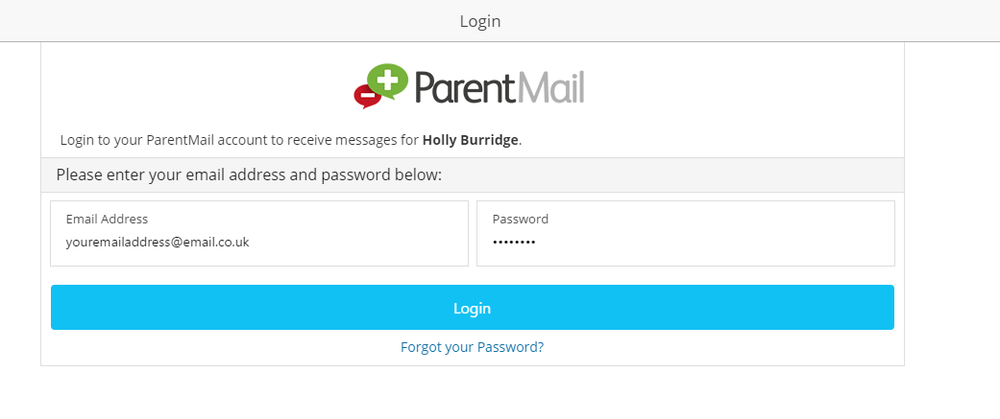 Login
ParentMail
Login to your ParentMail account to receive messages for Holly Burridge.
Please enter your email address and password below:
Email Address
youremailaddress@email.co.uk
Password
••••••••
Login
Forgot your Password?